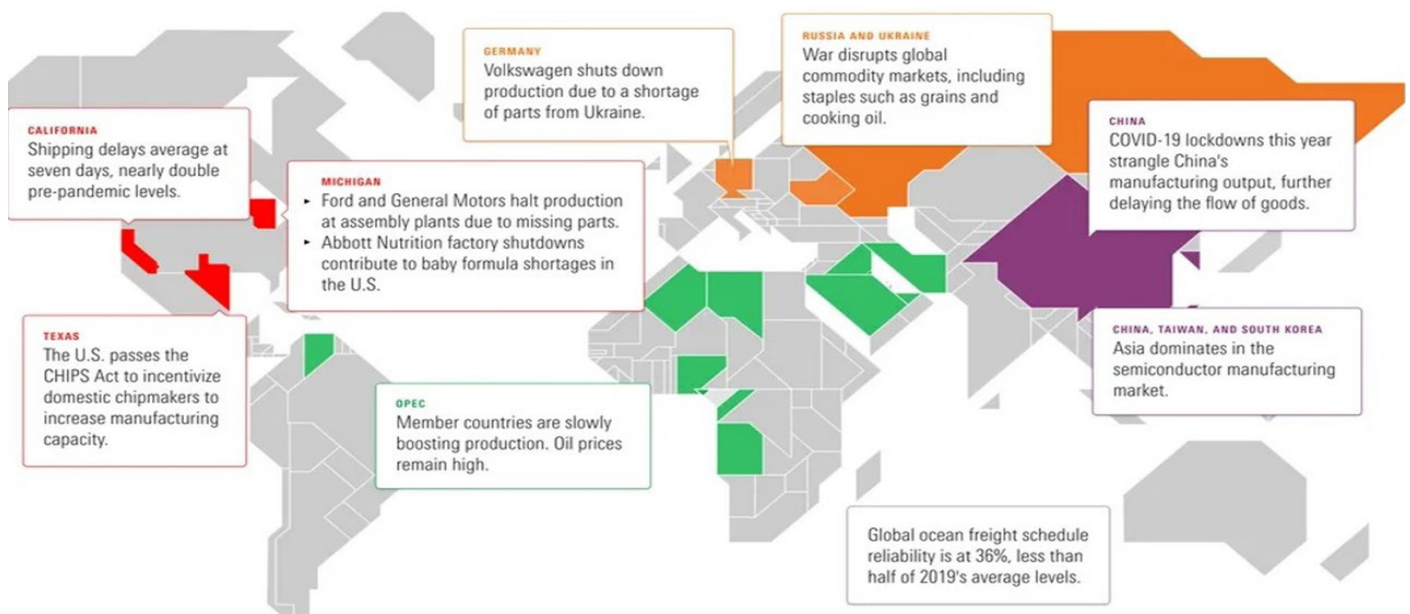 GERMANY
Volkswagen shuts down
production due to a shortage
of parts from Ukraine.
RUSSIA AND UKRAINE
War disrupts global
commodity markets, including
staples such as grains and
cooking oil.
CALIFORNIA
Shipping delays average at
seven days, nearly double
pre-pandemic levels.
MICHIGAN
► Ford and General Motors halt production
at assembly plants due to missing parts.
► Abbott Nutrition factory shutdowns
contribute to baby formula shortages in
the U.S.
CHINA
COVID-19 lockdowns this year
strangle China's
manufacturing output, further
delaying the flow of goods.
TEXAS
The U.S. passes the
CHIPS Act to incentivize
domestic chipmakers to
increase manufacturing
capacity.
OPEC
Member countries are slowly
boosting production. Oil prices
remain high.
CHINA, TAIWAN, AND SOUTH KOREA
Asia dominates in the
semiconductor manufacturing
market.
Global ocean freight schedule
reliability is at 36%, less than
half of 2019's average levels.